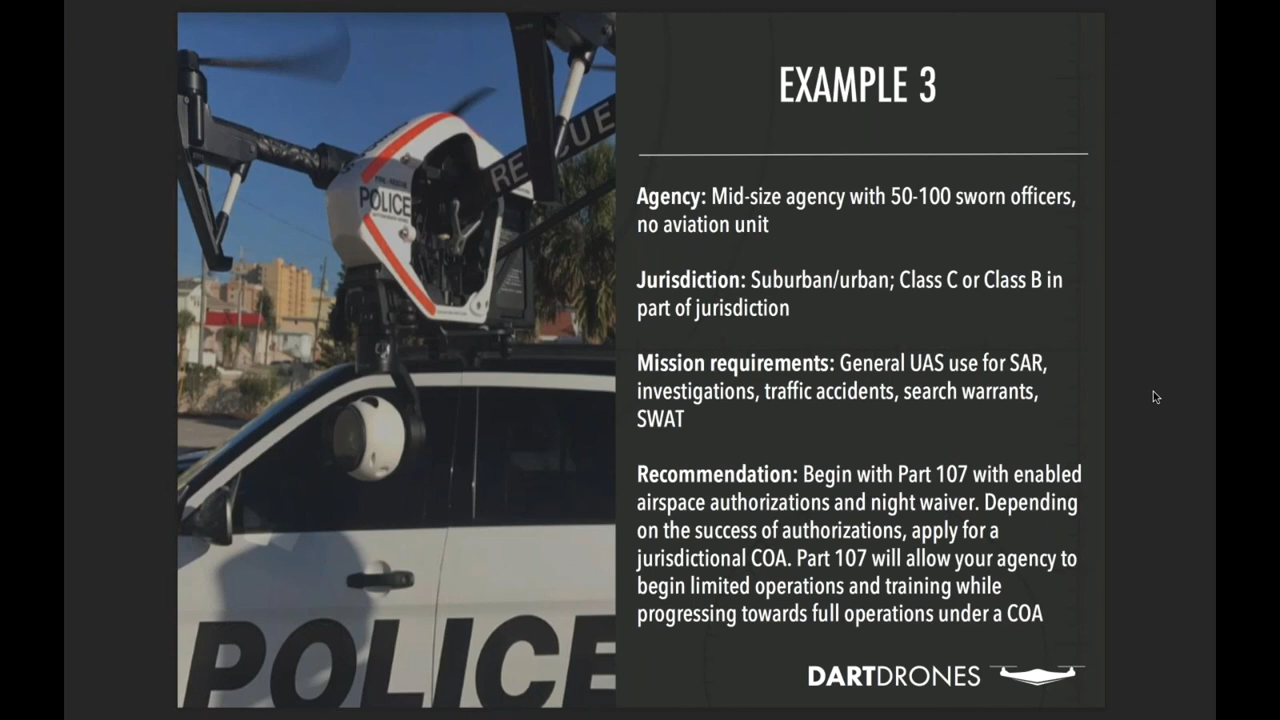 EXAMPLE 3
RESCUE
POLICE
POLICE
Agency: Mid-size agency with 50-100 sworn officers,
no aviation unit
Jurisdiction: Suburban/urban; Class C or Class B in
part of jurisdiction
Mission requirements: General UAS use for SAR,
investigations, traffic accidents, search warrants,
SWAT
Recommendation: Begin with Part 107 with enabled
airspace authorizations and night waiver. Depending
on the success of authorizations, apply for a
jurisdictional COA. Part 107 will allow your agency to
begin limited operations and training while
progressing towards full operations under a COA
DARTDRONES